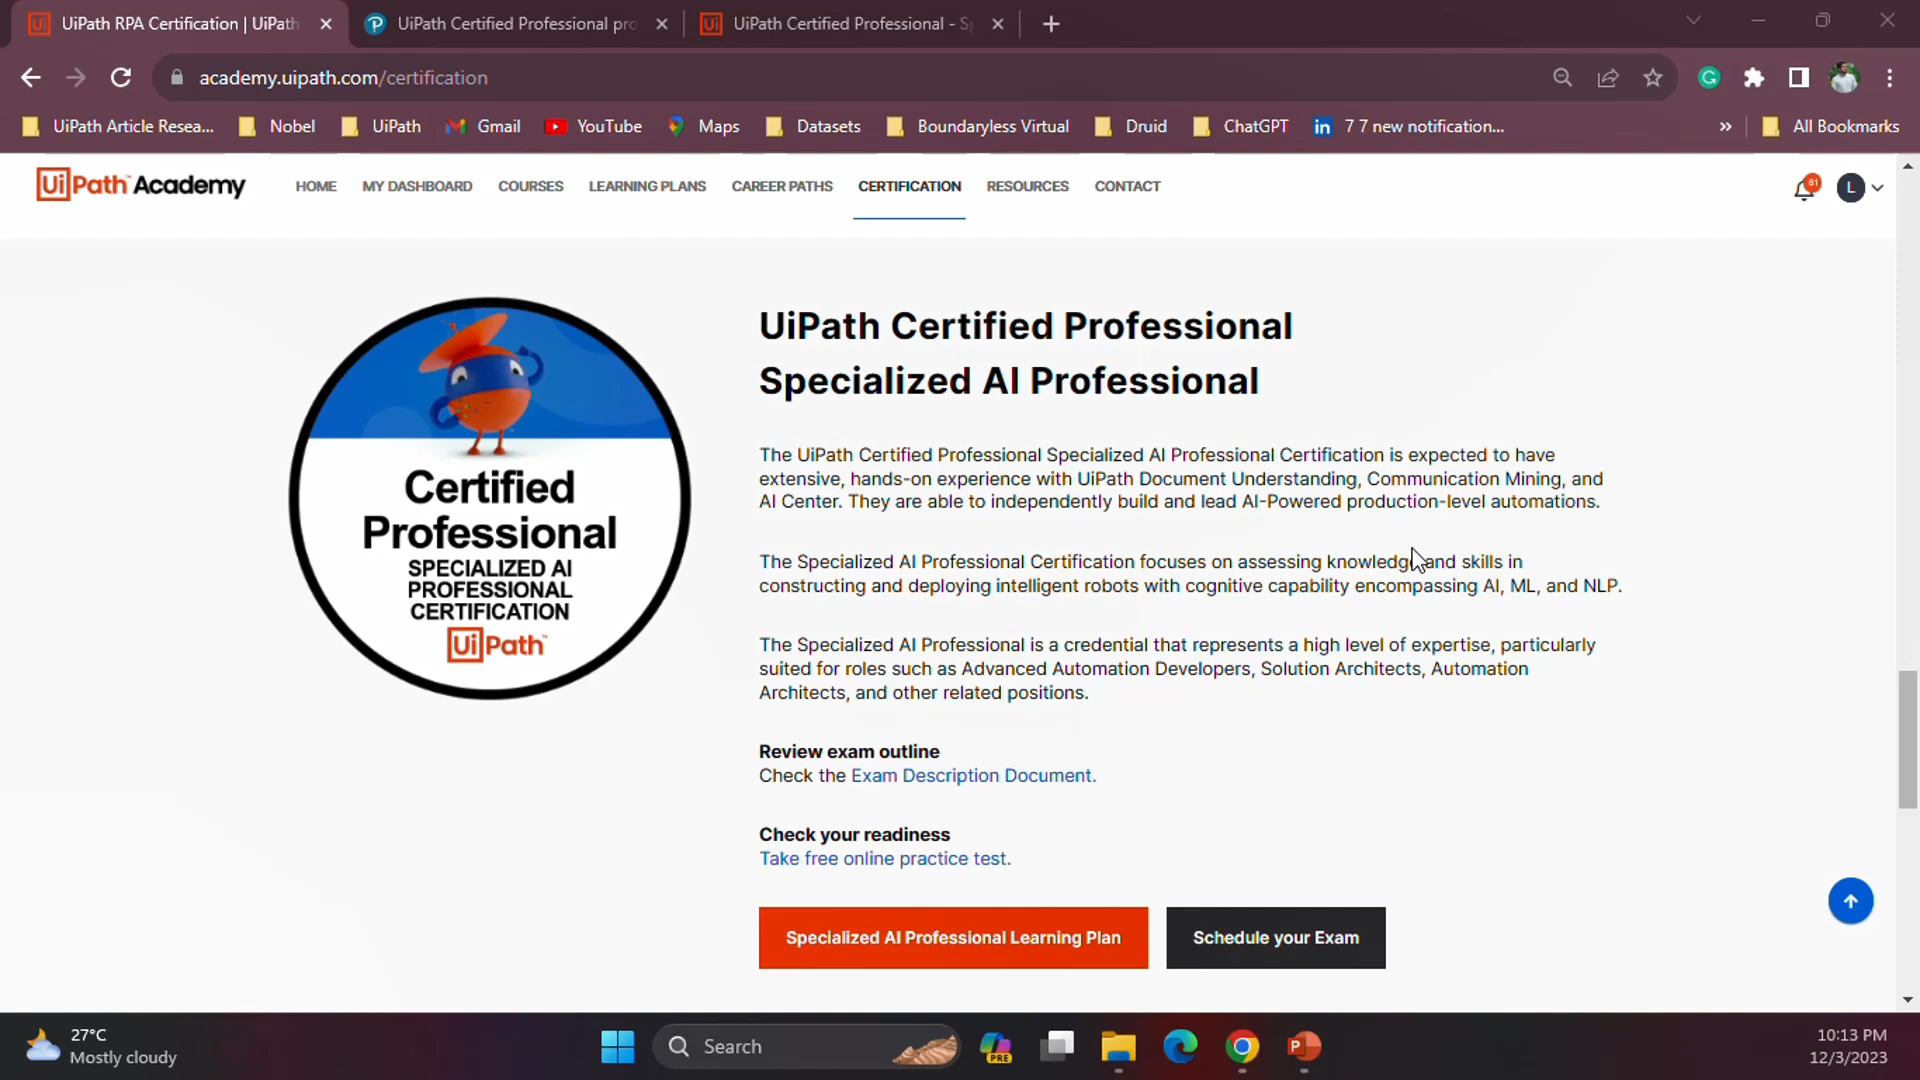 UiPath RPA Certification | UiPath
UiPath Certified Professional pro
UiPath Certified Professional - Sp
academy.uipath.com/certification
UiPath Article Resea...
Nobel
UiPath
Gmail
YouTube
Maps
Datasets
Boundaryless Virtual
Druid
ChatGPT
7 7 new notification...
»
All Bookmarks
UiPath™ Academy
HOME
MY DASHBOARD
COURSES
LEARNING PLANS
CAREER PATHS
CERTIFICATION
RESOURCES
CONTACT
81
L
Certified
Professional
SPECIALIZED AI
PROFESSIONAL
CERTIFICATION
UiPath™
UiPath Certified Professional
Specialized AI Professional
The UiPath Certified Professional Specialized AI Professional Certification is expected to have
extensive, hands-on experience with UiPath Document Understanding, Communication Mining, and
AI Center. They are able to independently build and lead AI-Powered production-level automations.
The Specialized AI Professional Certification focuses on assessing knowledge and skills in
constructing and deploying intelligent robots with cognitive capability encompassing AI, ML, and NLP.
The Specialized AI Professional is a credential that represents a high level of expertise, particularly
suited for roles such as Advanced Automation Developers, Solution Architects, Automation
Architects, and other related positions.
Review exam outline
Check the Exam Description Document.
Check your readiness
Take free online practice test.
Specialized AI Professional Learning Plan
Schedule your Exam
27°C
Mostly cloudy
Search
PRE
10:13 PM
12/3/2023